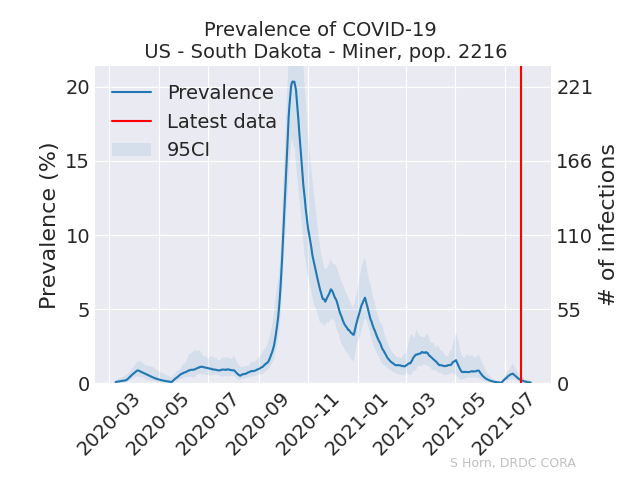 Prevalence of COVID-19
US - South Dakota - Miner, pop. 2216
Prevalence (%)
20
15
10
5
0
Prevalence
Latest data
95CI
221
166
110
55
0
# of infections
2020-03
2020-05
2020-07
2020-09
2020-11
2021-01
2021-03
2021-05
2021-07
S Horn, DRDC CORA